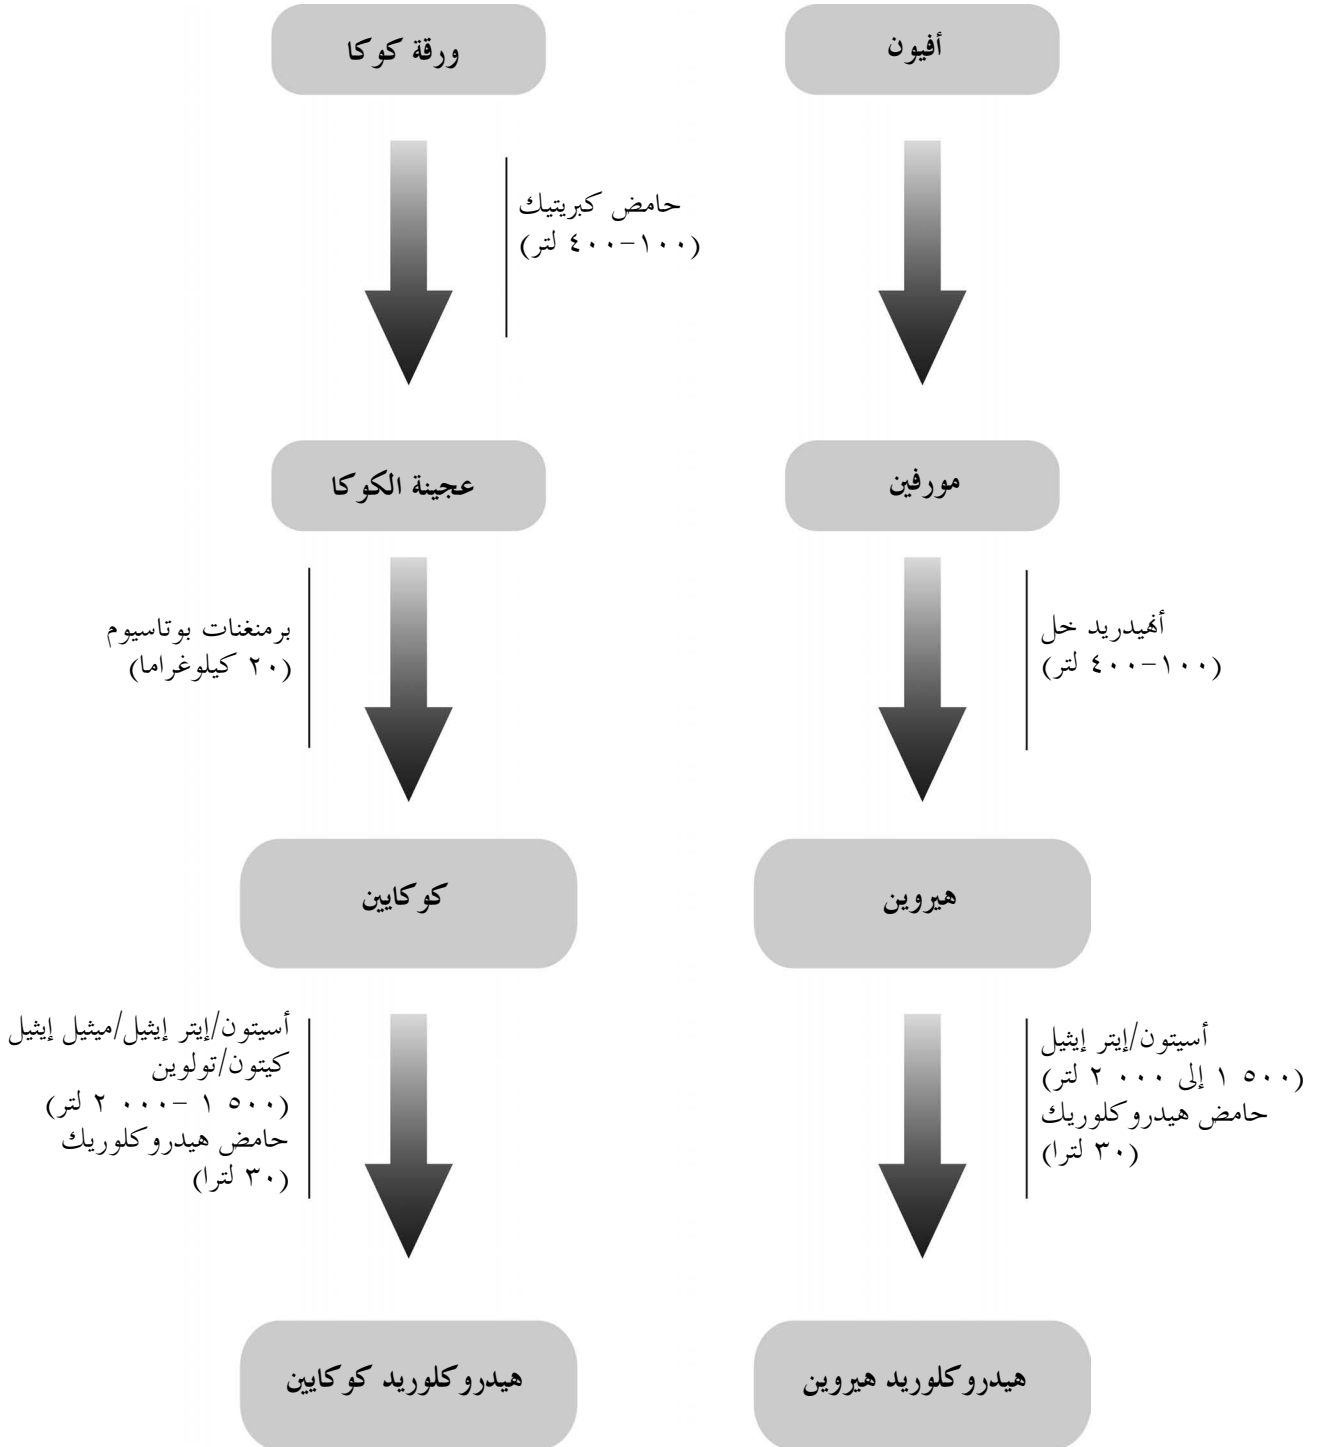 أفيون
ورقة كوكا
حامض كبريتيك
(١٠٠-٤٠٠ لتر)
مورفين
عجينة الكوكا
أنهيدريد خل
(١٠٠-٤٠٠ لتر)
برمنغنات بوتاسيوم
(٢٠ كيلوغراما)
هيروين
كوكايين
أسيتون/إيتر إيثيل
(٥٠٠ ١ إلى ٠٠٠ ٢ لتر)
حامض هيدروكلوريك
(٣٠ لترا)
أسيتون/إيتر إيثيل/ميثيل إيثيل
كيتون/تولوين
(٥٠٠ ١ -٠٠٠ ٢ لتر)
حامض هيدروكلوريك
(٣٠ لترا)
هيدروكلوريد هيروين
هيدروكلوريد كوكايين